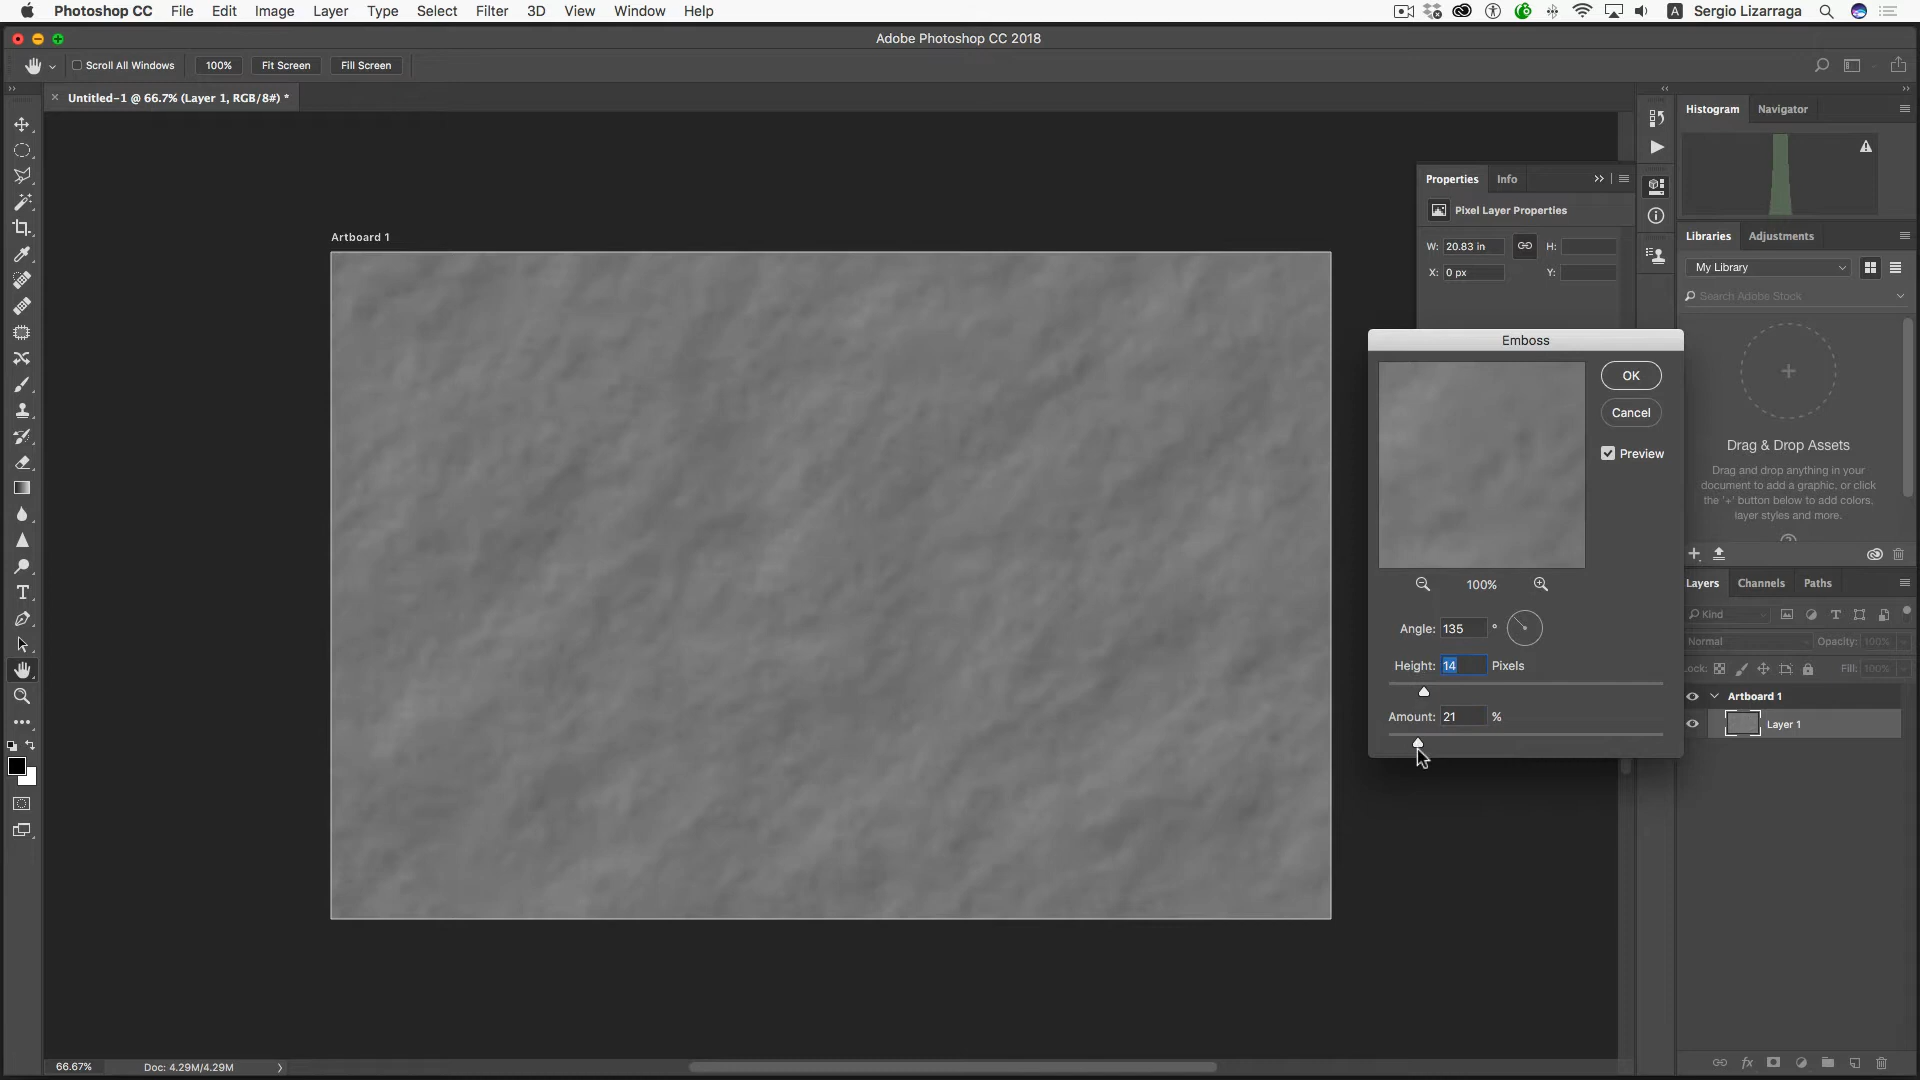 Photoshop CC File Edit Image Layer Type Select Filter 3D View Window Help A Sergio Lizarraga
Adobe Photoshop CC 2018
Scroll All Windows 100% Fit Screen Fill Screen
× Untitled-1 @ 66.7% (Layer 1, RGB/8#) *
Histogram Navigator
Properties Info
Pixel Layer Properties
W: 20.83 in H:
X: 0 px Y:
Libraries Adjustments
My Library
Search Adobe Stock
Artboard 1
Emboss
OK
Cancel
Preview
100%
Angle: 135 °
Height: 14 Pixels
Amount: 21 %
Drag & Drop Assets
Drag and drop anything in your
document to add a graphic, or click
the '+' button below to add colors,
layer styles and more.
Layers Channels Paths
Kind
Normal Opacity: 100%
Lock: Fill: 100%
Artboard 1
Layer 1
fx
66.67% Doc: 4.29M/4.29M